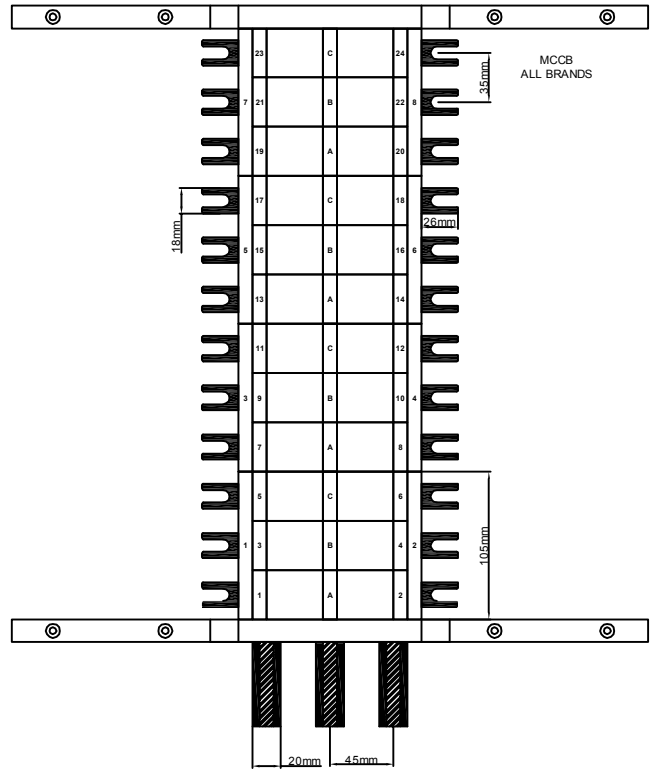 23 C 24
MCCB
ALL BRANDS
35mm
7 21 B 22 8
19 A 20
17 C 18
18mm
26mm
5 15 B 16 6
13 A 14
11 C 12
3 9 B 10 4
7 A 8
5 C 6
105mm
1 3 B 4 2
1 A 2
20mm 45mm